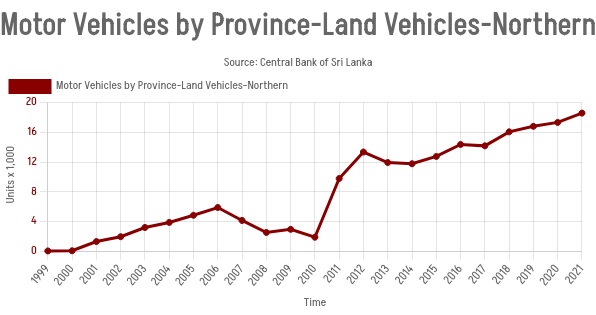 Motor Vehicles by Province-Land Vehicles-Northern
Source: Central Bank of Sri Lanka
Motor Vehicles by Province-Land Vehicles-Northern
20
16
12
8
4
0
Units x 1,000
1999 2000 2001 2002 2003 2004 2005 2006 2007 2008 2009 2010 2011 2012 2013 2014 2015 2016 2017 2018 2019 2020 2021
Time